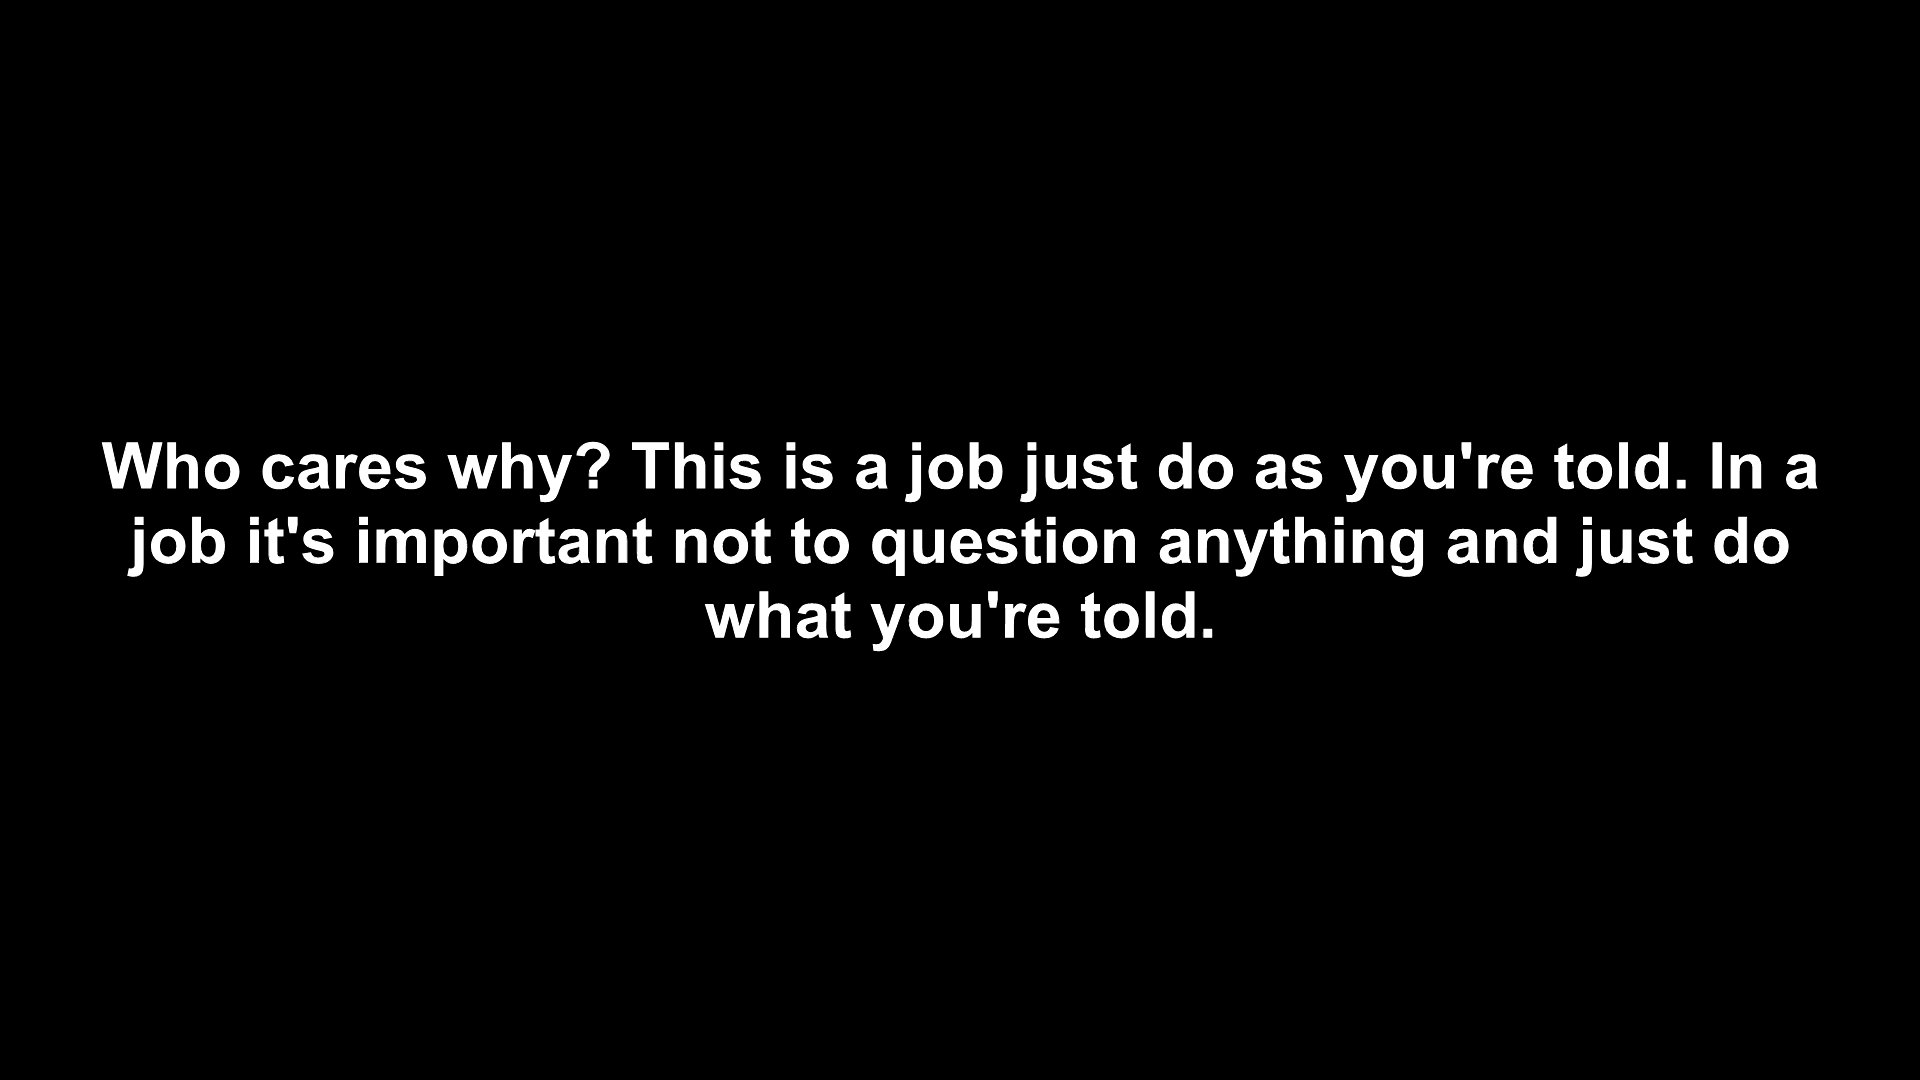 Who cares why? This is a job just do as you're told. In a
job it's important not to question anything and just do
what you're told.